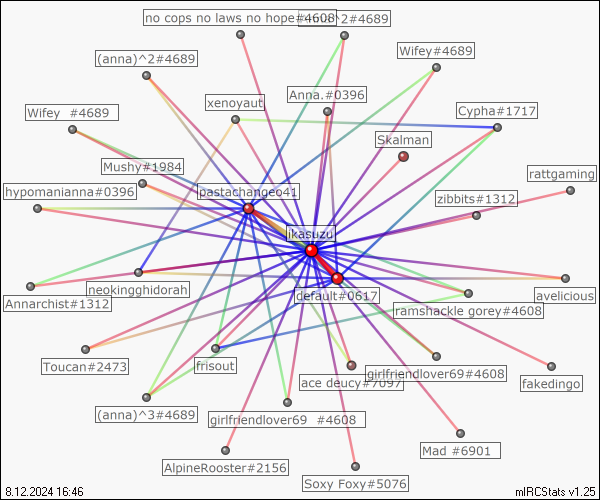 no cops no laws no hope#4608
^2#4689
(anna)^2#4689
Wifey#4689
Anna.#0396
xenoyaut
Cypha#1717
Wifey  #4689
Skalman
Mushy#1984
rattgaming
hypomanianna#0396
pastachangeo41
zibbits#1312
ikasuzu
neokingghidorah
default#0617
avelicious
Annarchist#1312
ramshackle gorey#4608
Toucan#2473
frisout
girlfriendlover69#4608
ace deucy#7097
fakedingo
(anna)^3#4689
girlfriendlover69  #4608
Mad #6901
AlpineRooster#2156
Soxy Foxy#5076
8.12.2024 16:46
mIRCStats v1.25